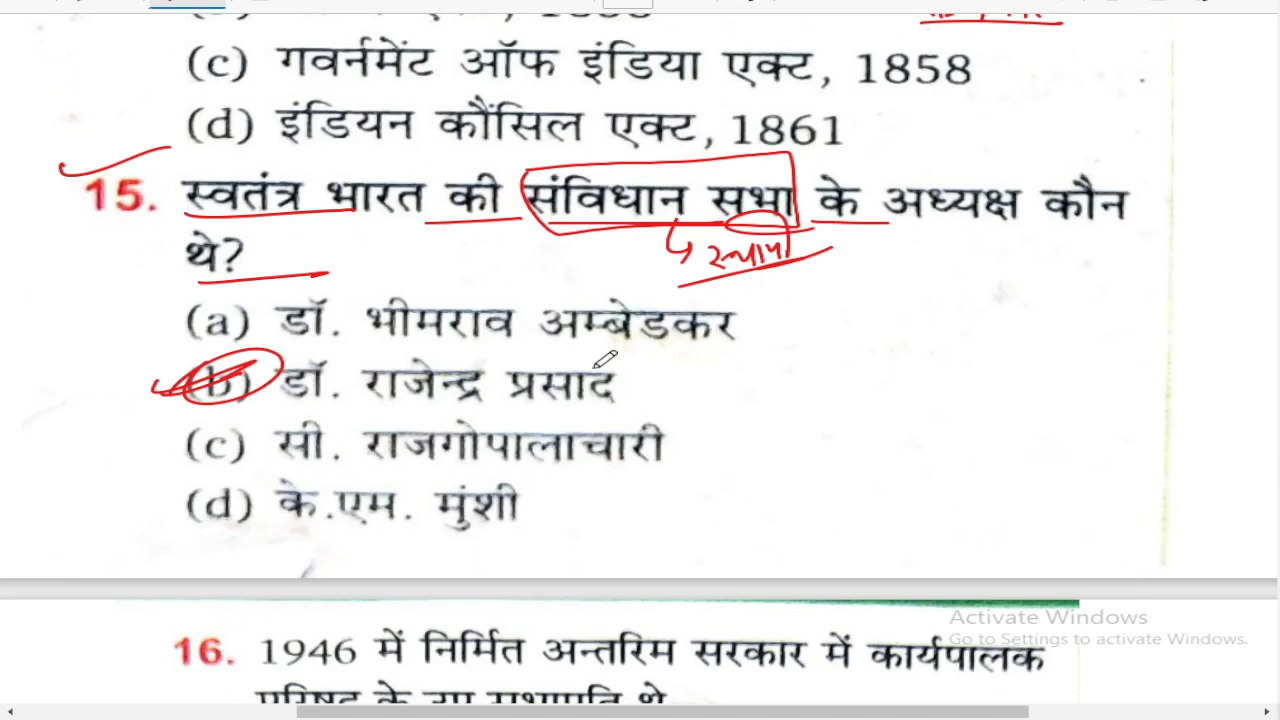 (c) गवर्नमेंट ऑफ इंडिया एक्ट, 1858
(d) इंडियन कौंसिल एक्ट, 1861
15. स्वतंत्र भारत की संविधान सभा के अध्यक्ष कौन
थे?
(a) डॉ. भीमराव अम्बेडकर
(b) डॉ. राजेन्द्र प्रसाद
(c) सी. राजगोपालाचारी
(d) के.एम. मुंशी
Activate Windows
Go to Settings to activate Windows.
16. 1946 में निर्मित अन्तरिम सरकार में कार्यपालक